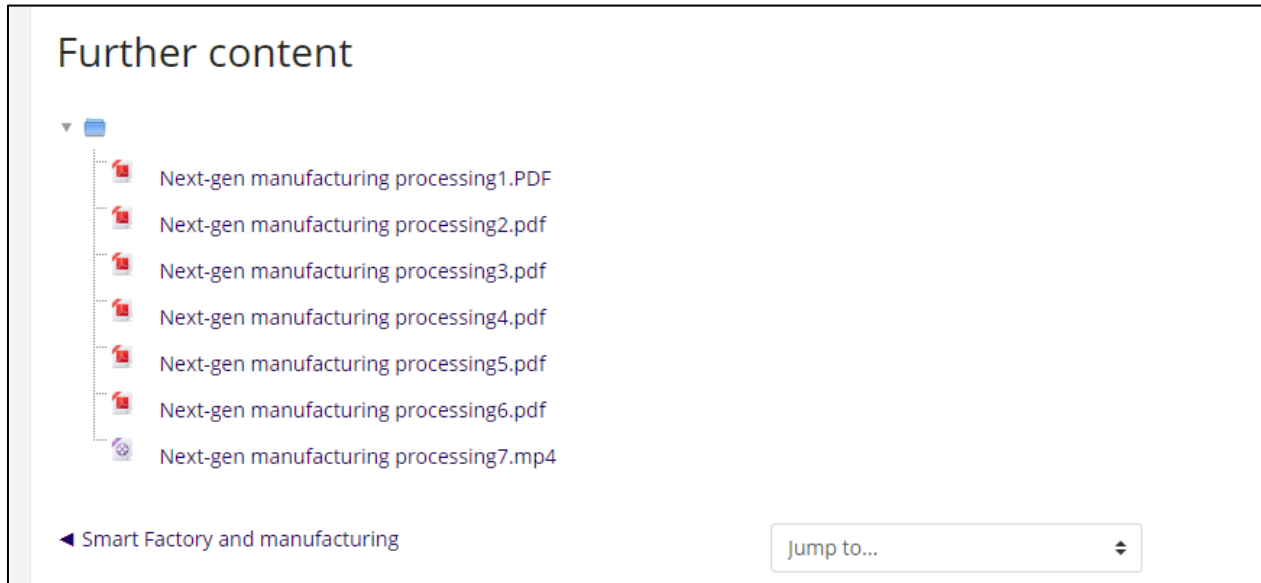 Further content
Next-gen manufacturing processing1.PDF
Next-gen manufacturing processing2.pdf
Next-gen manufacturing processing3.pdf
Next-gen manufacturing processing4.pdf
Next-gen manufacturing processing5.pdf
Next-gen manufacturing processing6.pdf
Next-gen manufacturing processing7.mp4
◄ Smart Factory and manufacturing
Jump to...